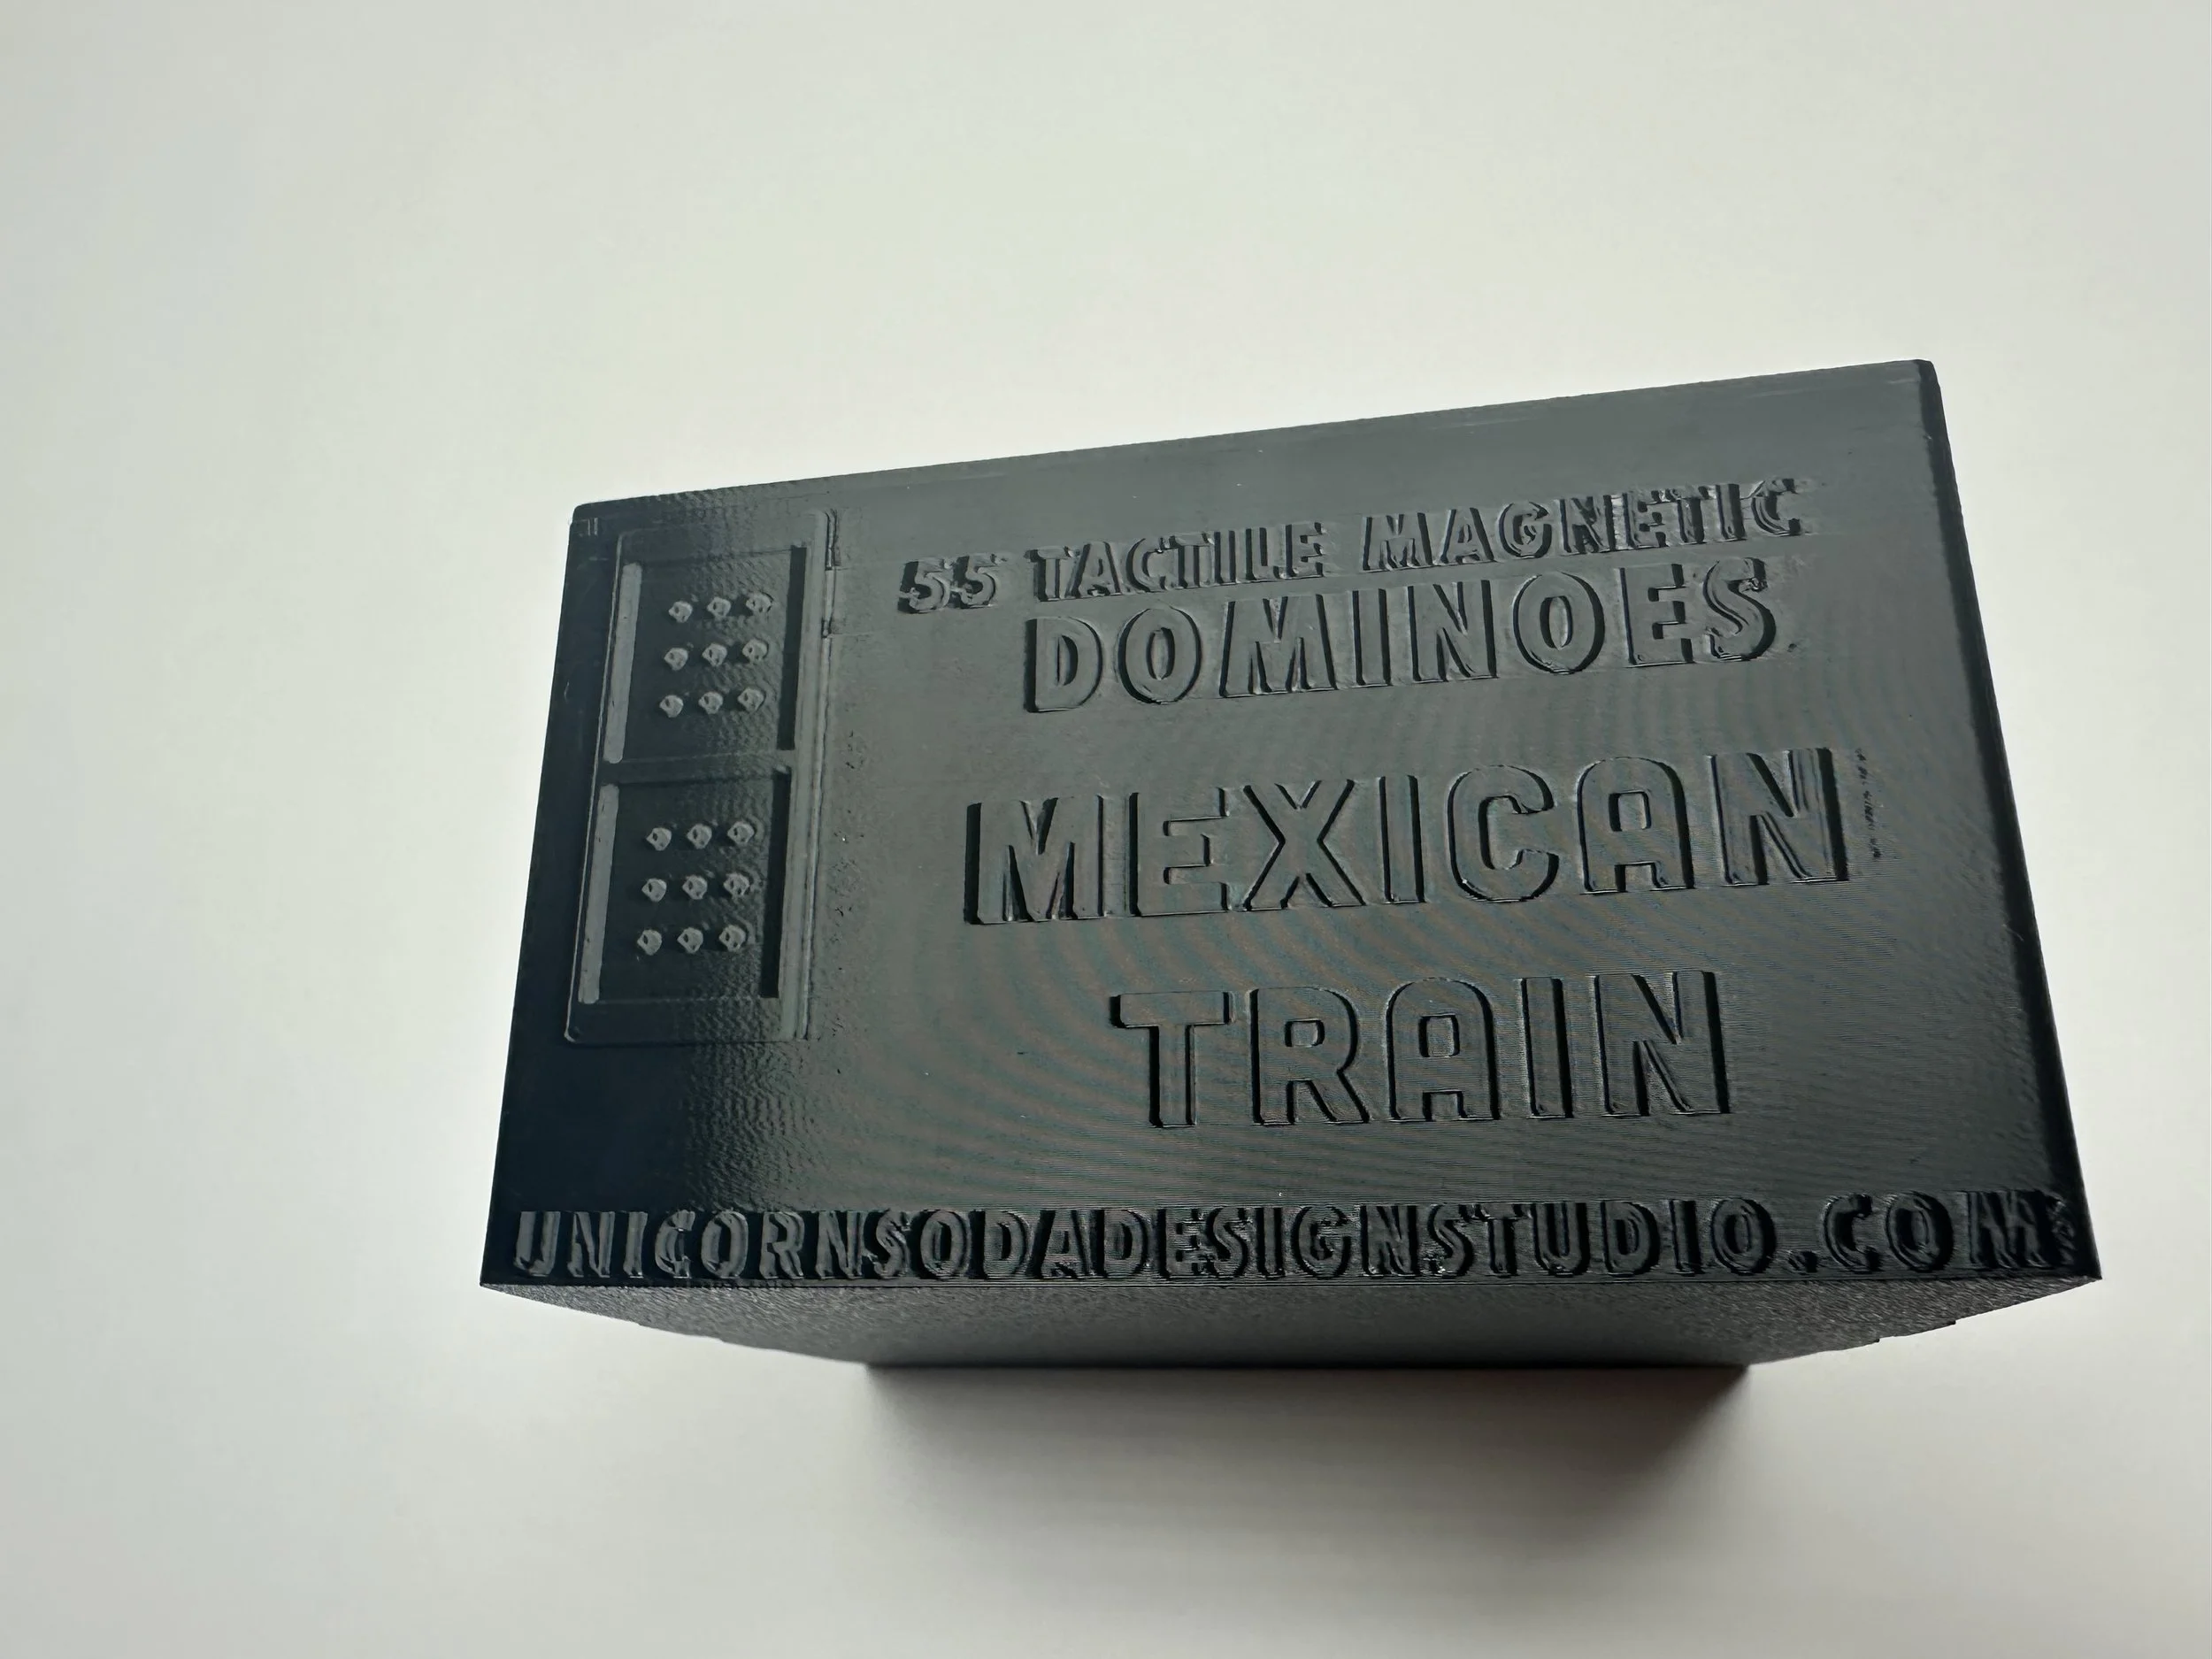 55 TACTILE MAGNETIC
DOMINOES
MEXICAN
TRAIN
UNICORNSODADESIGNSTUDIO.COM